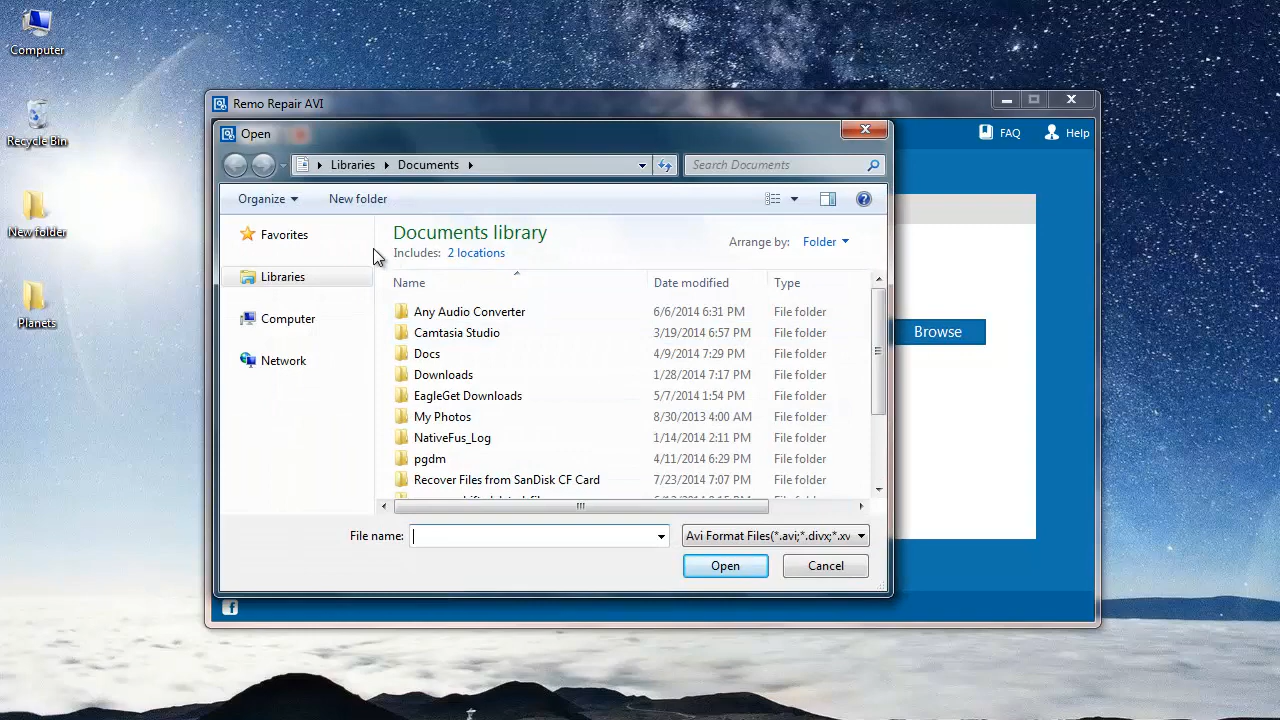 Computer
Recycle Bin
New folder
Planets
Remo Repair AVI
FAQ
Help
Open
Libraries Documents
Search Documents
Organize New folder
Favorites
Libraries
Computer
Network
Documents library
Includes: 2 locations
Arrange by: Folder
Name Date modified Type
Any Audio Converter 6/6/2014 6:31 PM File folder
Camtasia Studio 3/19/2014 6:57 PM File folder
Docs 4/9/2014 7:29 PM File folder
Downloads 1/28/2014 7:17 PM File folder
EagleGet Downloads 5/7/2014 1:54 PM File folder
My Photos 8/30/2013 4:00 AM File folder
NativeFus_Log 1/14/2014 2:11 PM File folder
pgdm 4/11/2014 6:29 PM File folder
Recover Files from SanDisk CF Card 7/23/2014 7:07 PM File folder
File name:
Avi Format Files(*.avi;*.divx;*.xv
Open Cancel
Browse